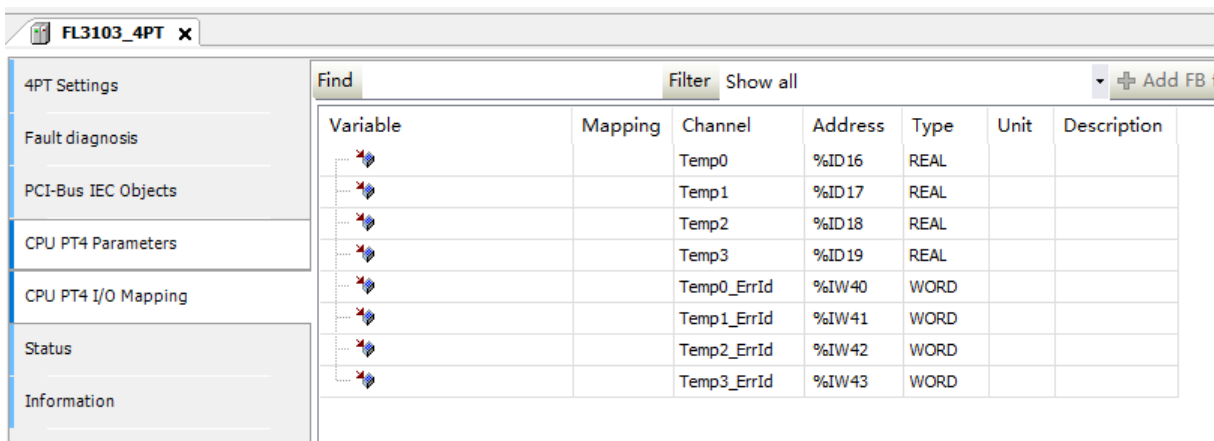 FL3103_4PT
4PT Settings
Fault diagnosis
PCI-Bus IEC Objects
CPU PT4 Parameters
CPU PT4 I/O Mapping
Status
Information
Find Filter Show all Add FB
Variable Mapping Channel Address Type Unit Description
Temp0 %ID16 REAL
Temp1 %ID17 REAL
Temp2 %ID18 REAL
Temp3 %ID19 REAL
Temp0_ErrId %IW40 WORD
Temp1_ErrId %IW41 WORD
Temp2_ErrId %IW42 WORD
Temp3_ErrId %IW43 WORD